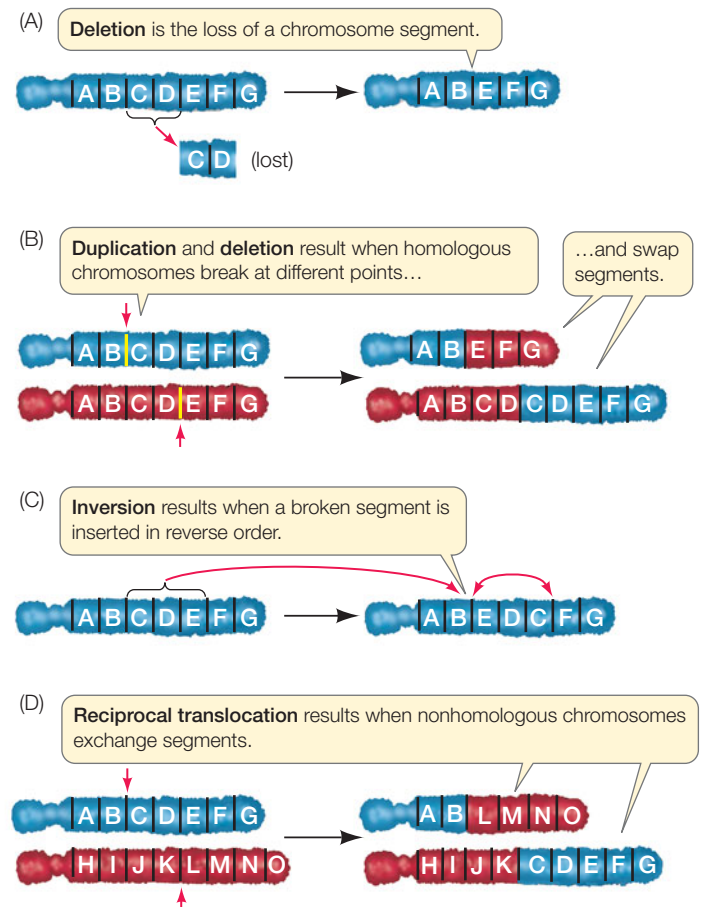 (A)
Deletion is the loss of a chromosome segment.
A B C D E F G
A B E F G
C D (lost)
(B)
Duplication and deletion result when homologous
chromosomes break at different points…
…and swap
segments.
A B C D E F G
A B E F G
A B C D E F G
A B C D C D E F G
(C)
Inversion results when a broken segment is
inserted in reverse order.
A B C D E F G
A B E D C F G
(D)
Reciprocal translocation results when nonhomologous chromosomes
exchange segments.
A B C D E F G
A B L M N O
H I J K L M N O
H I J K C D E F G